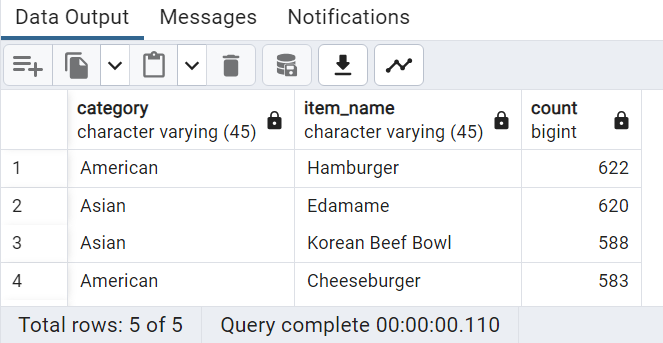 Data Output Messages Notifications
category item_name count
character varying (45) character varying (45) bigint
1 American Hamburger 622
2 Asian Edamame 620
3 Asian Korean Beef Bowl 588
4 American Cheeseburger 583
Total rows: 5 of 5 Query complete 00:00:00.110